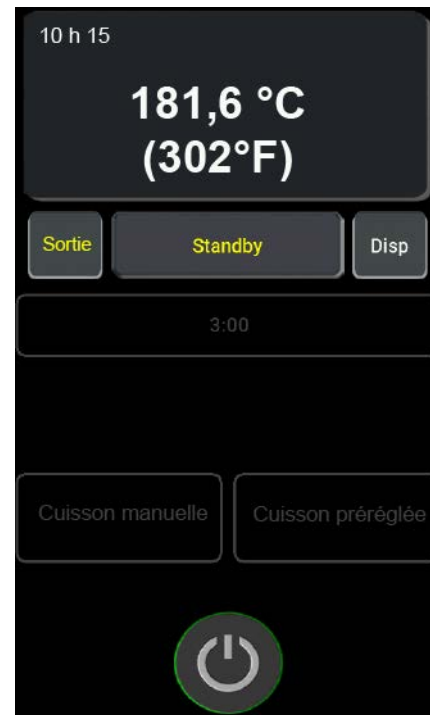 10 h 15
181,6 °C
(302°F)
Sortie
Standby
Disp
3:00
Cuisson manuelle
Cuisson préréglée